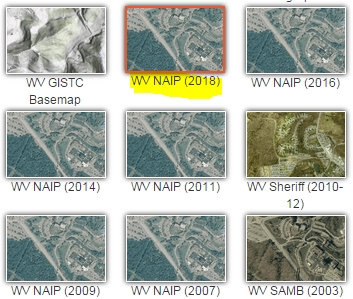 WV GISTC
Basemap
WV NAIP (2018)
WV NAIP (2016)
WV NAIP (2014)
WV NAIP (2011)
WV Sheriff (2010-
12)
WV NAIP (2009)
WV NAIP (2007)
WV SAMB (2003)